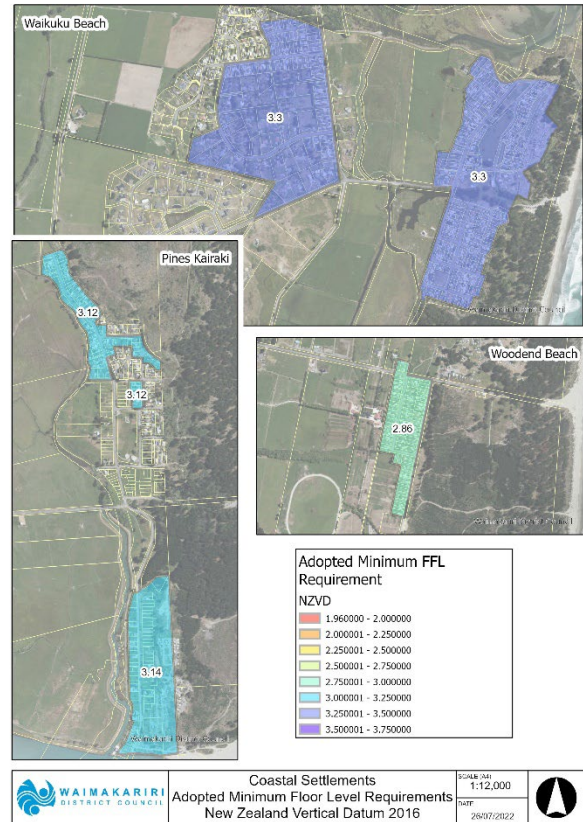 Waikuku Beach
3.3
3.3
Pines Kairaki
3.12
3.12
3.14
Woodend Beach
2.86
Adopted Minimum FFL
Requirement
NZVD
1.960000 - 2.000000
2.000001 - 2.250000
2.250001 - 2.500000
2.500001 - 2.750000
2.750001 - 3.000000
3.000001 - 3.250000
3.250001 - 3.500000
3.500001 - 3.750000
WAIMAKARIRI
DISTRICT COUNCIL
Coastal Settlements
Adopted Minimum Floor Level Requirements
New Zealand Vertical Datum 2016
SCALE (A4)
1:12,000
DATE
26/07/2022